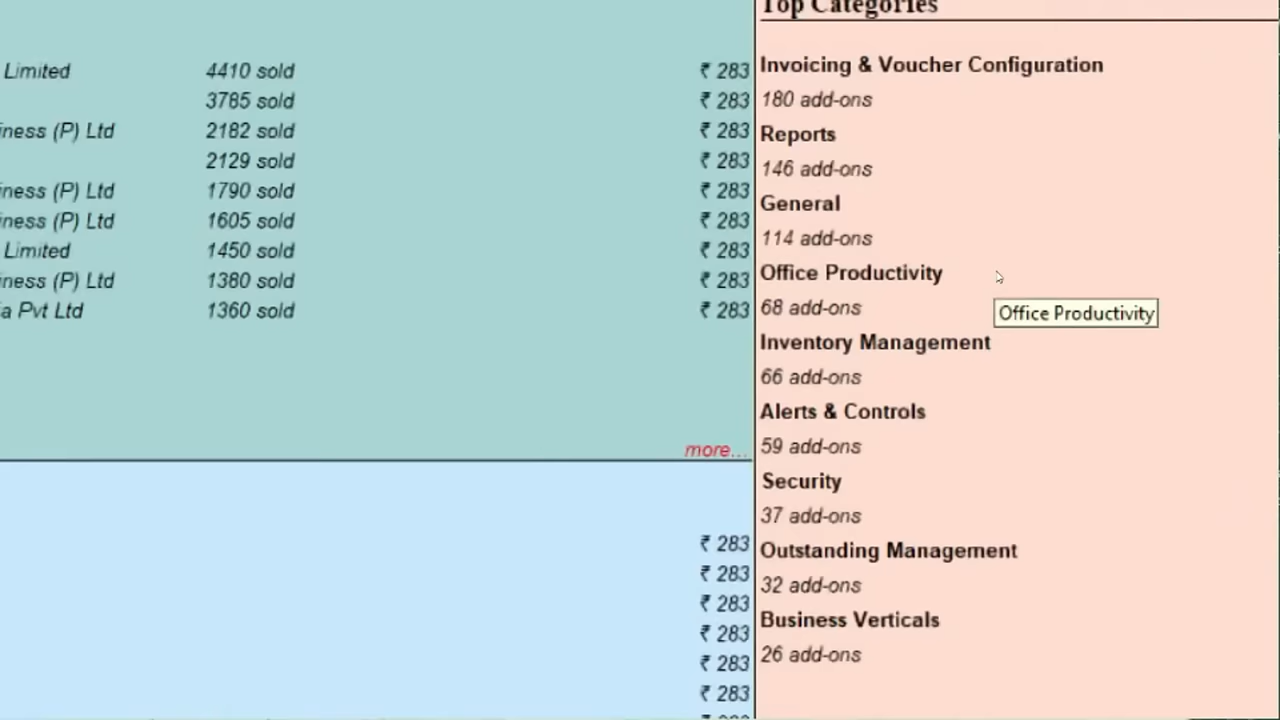 Top Categories
Limited 4410 sold ₹ 283
3785 sold ₹ 283
(P) Ltd 2182 sold ₹ 283
2129 sold ₹ 283
(P) Ltd 1790 sold ₹ 283
(P) Ltd 1605 sold ₹ 283
Limited 1450 sold ₹ 283
(P) Ltd 1380 sold ₹ 283
Pvt Ltd 1360 sold ₹ 283
more...
₹ 283
₹ 283
₹ 283
₹ 283
₹ 283
₹ 283
Invoicing & Voucher Configuration
180 add-ons
Reports
146 add-ons
General
114 add-ons
Office Productivity
68 add-ons
Office Productivity
Inventory Management
66 add-ons
Alerts & Controls
59 add-ons
Security
37 add-ons
Outstanding Management
32 add-ons
Business Verticals
26 add-ons